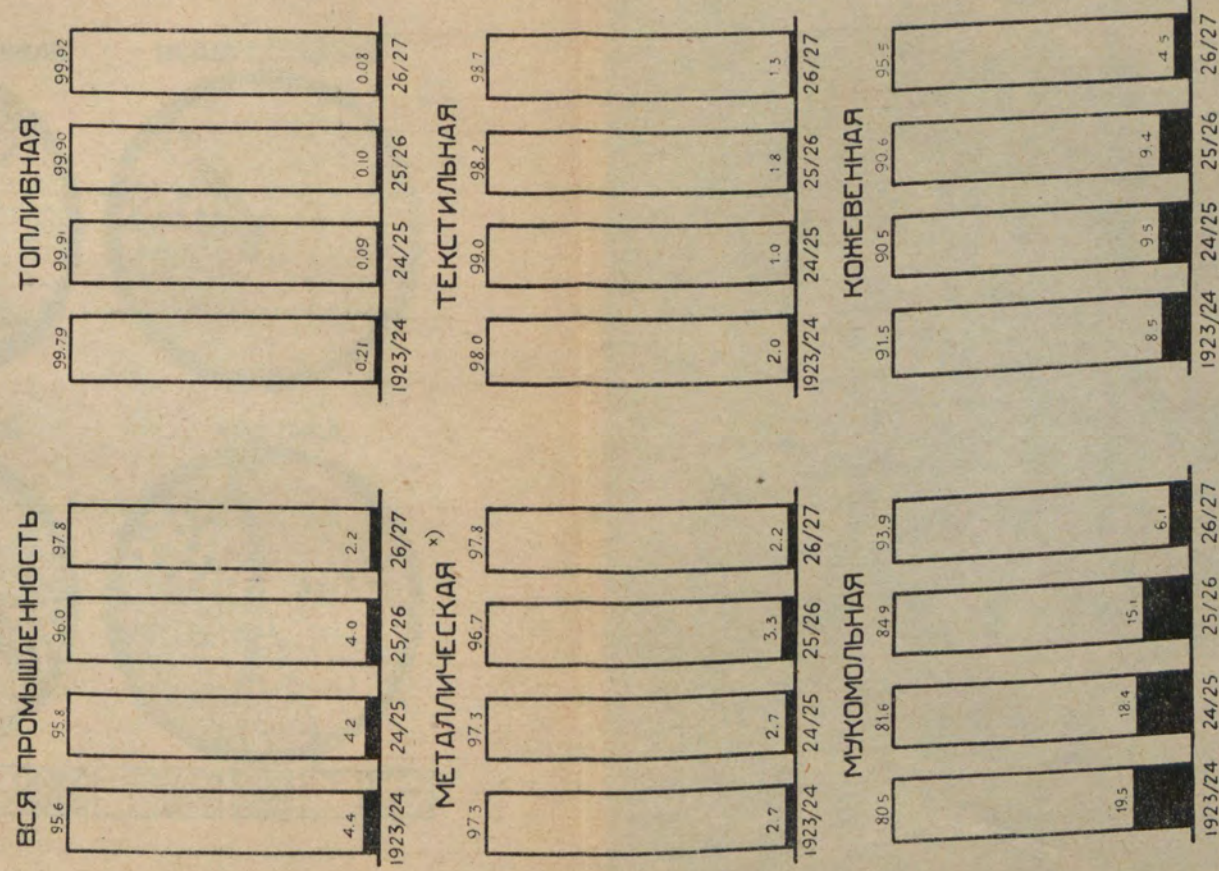 ВСЯ ПРОМЫШЛЕННОСТЬ
95.6 95.8 96.0 97.8
4.4 4.2 4.0 2.2
1923/24 24/25 25/26 26/27
ТОПЛИВНАЯ
99.79 99.91 99.90 99.92
0.21 0.09 0.10 0.08
1923/24 24/25 25/26 26/27
МЕТАЛЛИЧЕСКАЯ х)
97.3 97.3 96.7 97.8
2.7 2.7 3.3 2.2
1923/24 24/25 25/26 26/27
ТЕКСТИЛЬНАЯ
98.0 99.0 98.2 98.7
2.0 1.0 1.8 1.3
1923/24 24/25 25/26 26/27
МУКОМОЛЬНАЯ
80.5 81.6 84.9 93.9
19.5 18.4 15.1 6.1
1923/24 24/25 25/26 26/27
КОЖЕВЕННАЯ
91.5 90.5 90.6 95.5
8.5 9.5 9.4 4.5
1923/24 24/25 25/26 26/27